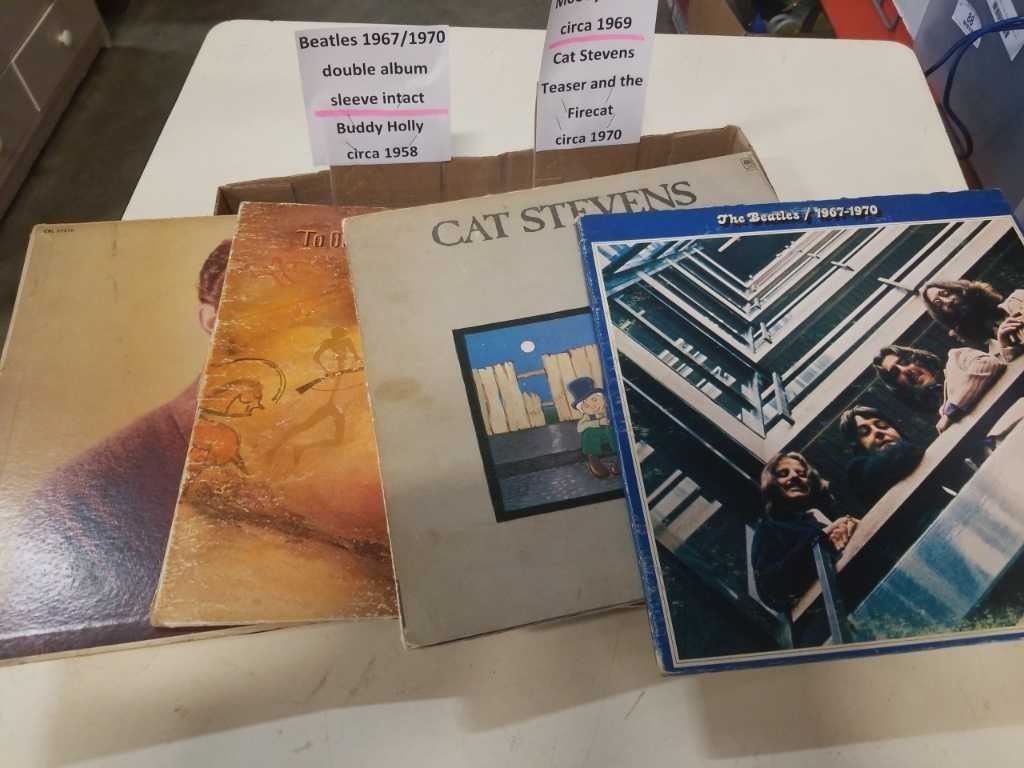 Beatles 1967/1970
double album
sleeve intact
Buddy Holly
circa 1958
circa 1969
Cat Stevens
Teaser and the
Firecat
circa 1970
To
CAT STEVENS
The Beatles / 1967-1970